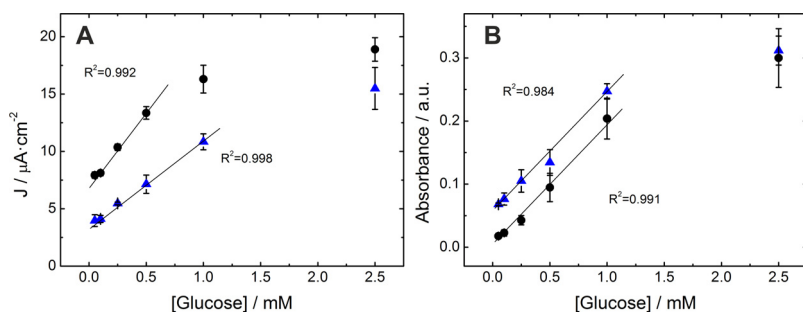 A
R²=0.992
R²=0.998
J / μA·cm⁻²
20
15
10
5
0
0.0 0.5 1.0 1.5 2.0 2.5
[Glucose] / mM
B
R²=0.984
R²=0.991
Absorbance / a.u.
0.3
0.2
0.1
0.0
0.0 0.5 1.0 1.5 2.0 2.5
[Glucose] / mM